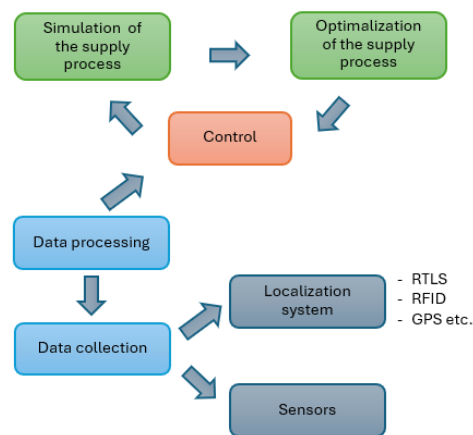 Simulation of
the supply
process
Optimalization
of the supply
process
Control
Data processing
Localization
system
- RTLS
- RFID
- GPS etc.
Data collection
Sensors